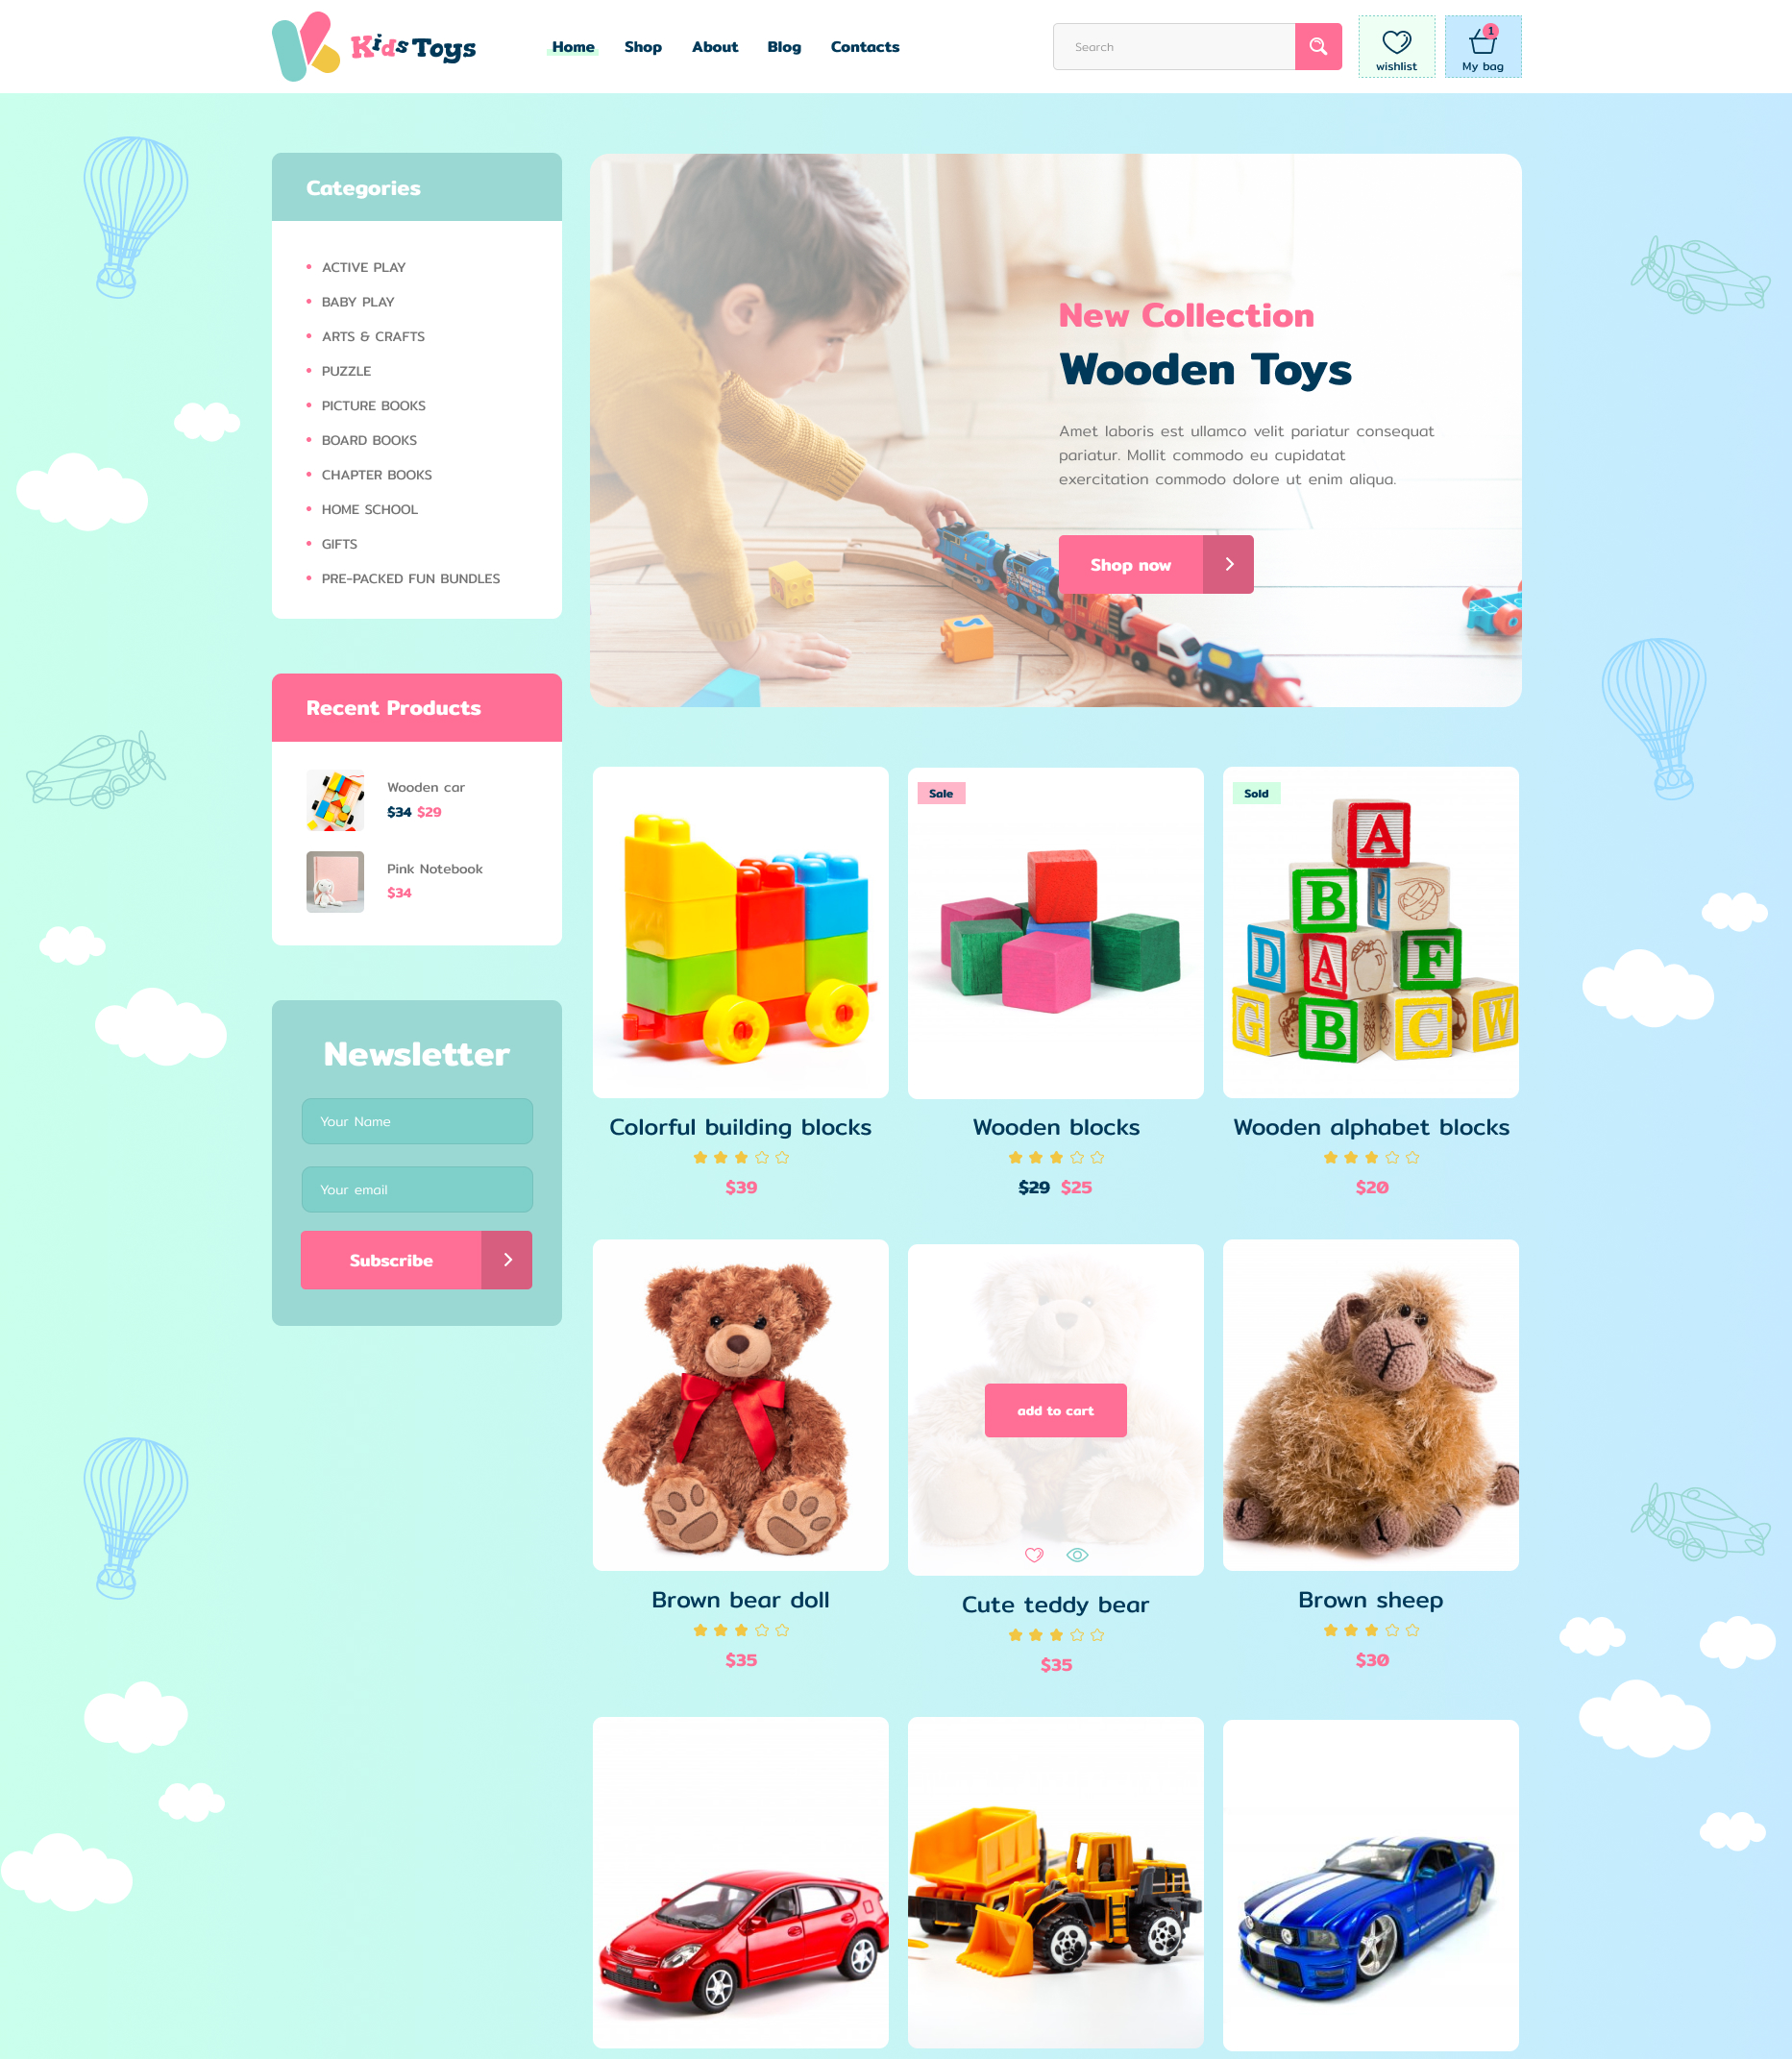 Kids Toys
Home Shop About Blog Contacts
Search
wishlist
1
My bag
Categories
ACTIVE PLAY
BABY PLAY
ARTS & CRAFTS
PUZZLE
PICTURE BOOKS
BOARD BOOKS
CHAPTER BOOKS
HOME SCHOOL
GIFTS
PRE-PACKED FUN BUNDLES
New Collection
Wooden Toys
Amet laboris est ullamco velit pariatur consequat
pariatur. Mollit commodo eu cupidatat
exercitation commodo dolore ut enim aliqua.
Shop now
Recent Products
Wooden car
$34 $29
Pink Notebook
$34
Newsletter
Your Name
Your email
Subscribe
Sale
Sold
A
B P
D A F
G B C W
Colorful building blocks
$39
Wooden blocks
$29 $25
Wooden alphabet blocks
$20
Brown bear doll
$35
add to cart
Cute teddy bear
$35
Brown sheep
$30